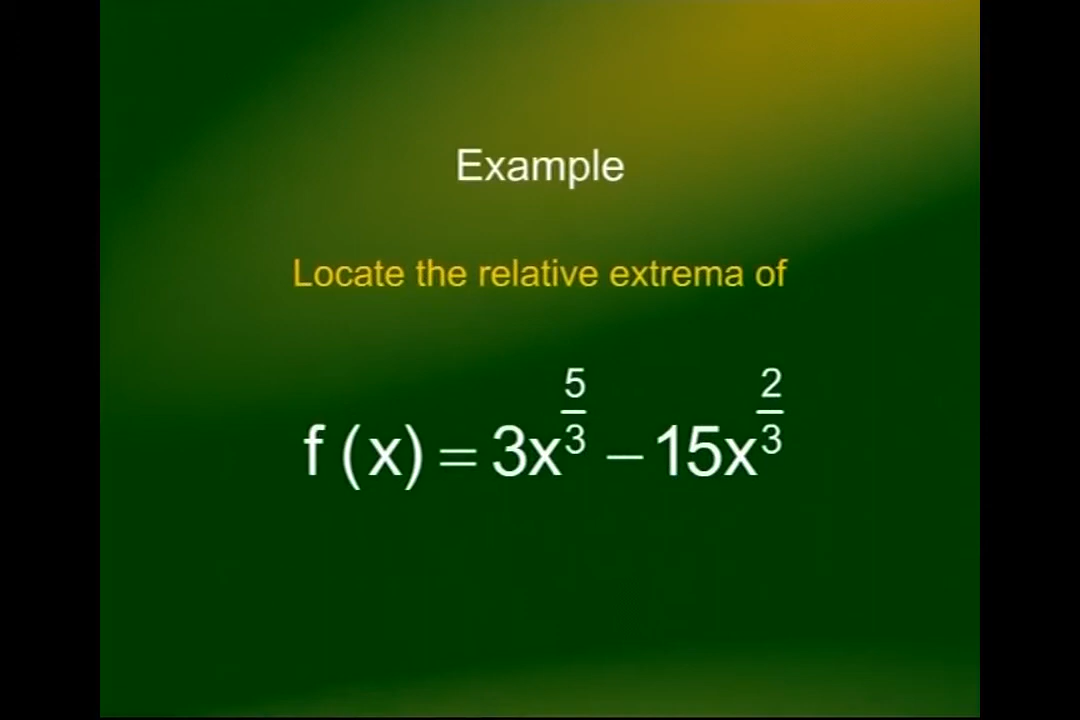 Example
Locate the relative extrema of
f (x) = 3x^{5/3} – 15x^{2/3}